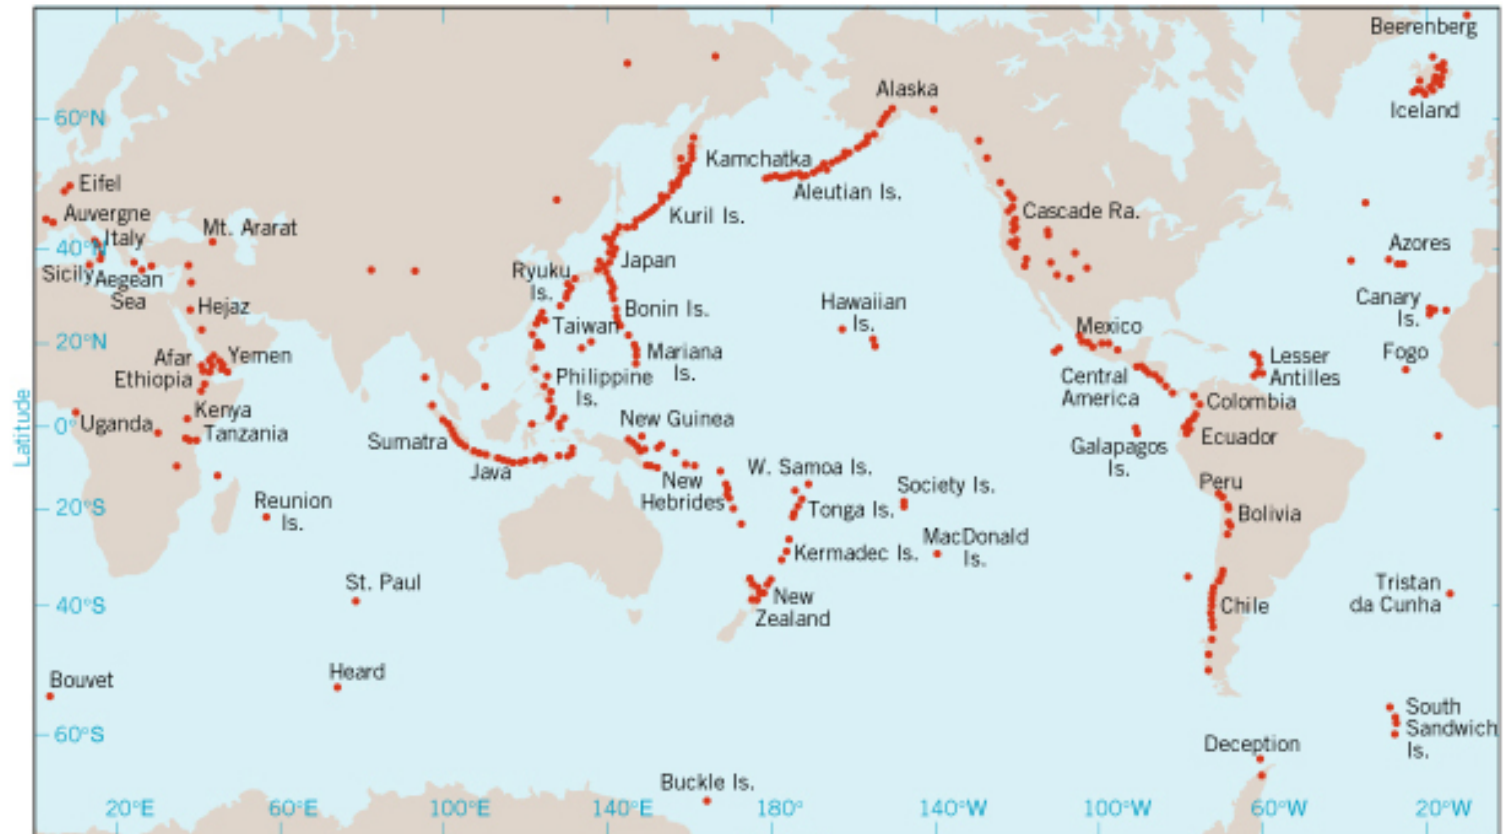 Beerenberg
Alaska
60°N
Iceland
Kamchatka
Aleutian Is.
Eifel
Auvergne
Mt. Ararat
Kuril Is.
Cascade Ra.
Italy
40°N
Azores
Sicily
Aegean
Sea
Japan
Ryuku
Is.
Hejaz
Bonin Is.
Hawaiian
Is.
Canary
Is.
Taiwan
Mexico
20°N
Afar
Yemen
Mariana
Is.
Lesser
Antilles
Fogo
Ethiopia
Philippine
Is.
Central
America
Colombia
Kenya
Uganda
0°
Tanzania
New Guinea
Sumatra
Ecuador
Galapagos
Is.
Latitude
Java
W. Samoa Is.
New
Hebrides
Society Is.
Peru
Reunion
Is.
20°S
Tonga Is.
Bolivia
MacDonald
Is.
Kermadec Is.
St. Paul
New
Zealand
40°S
Chile
Tristan
da Cunha
Heard
Bouvet
South
Sandwich
Is.
60°S
Deception
Buckle Is.
20°E
60°E
100°E
140°E
180°
140°W
100°W
60°W
20°W